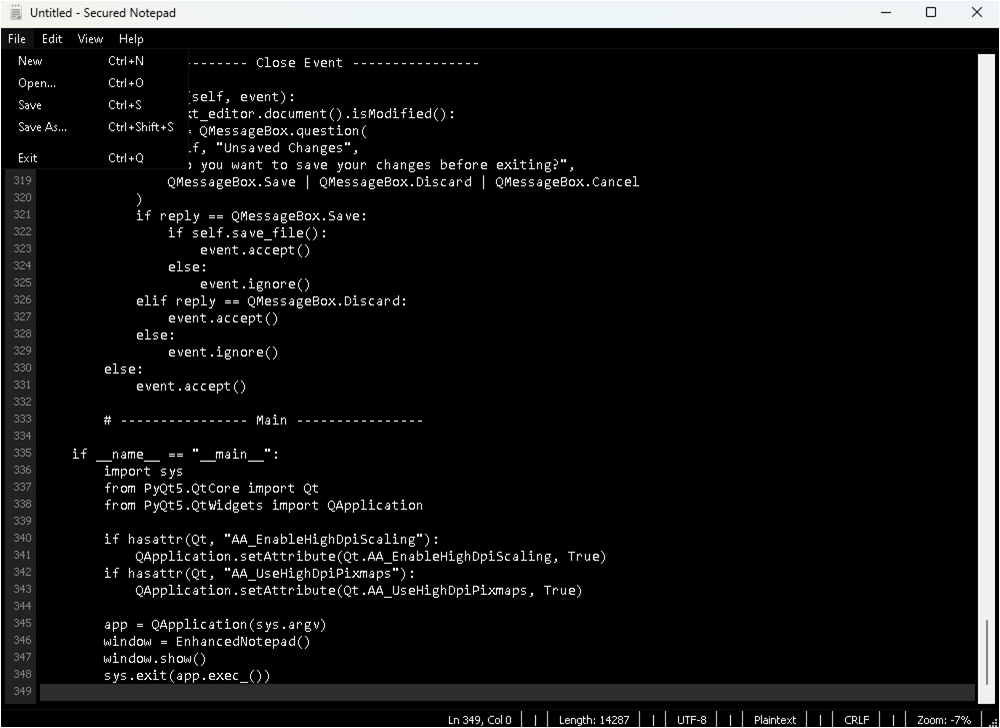 Untitled - Secured Notepad
File Edit View Help
New Ctrl+N
Open... Ctrl+O
Save Ctrl+S
Save As... Ctrl+Shift+S
Exit Ctrl+Q
------- Close Event ----------------
(self, event):
xt_editor.document().isModified():
= QMessageBox.question(
lf, "Unsaved Changes",
o you want to save your changes before exiting?",
319 QMessageBox.Save | QMessageBox.Discard | QMessageBox.Cancel
320 )
321 if reply == QMessageBox.Save:
322 if self.save_file():
323 event.accept()
324 else:
325 event.ignore()
326 elif reply == QMessageBox.Discard:
327 event.accept()
328 else:
329 event.ignore()
330 else:
331 event.accept()
332
333 # ---------------- Main ----------------
334
335 if __name__ == "__main__":
336 import sys
337 from PyQt5.QtCore import Qt
338 from PyQt5.QtWidgets import QApplication
339
340 if hasattr(Qt, "AA_EnableHighDpiScaling"):
341 QApplication.setAttribute(Qt.AA_EnableHighDpiScaling, True)
342 if hasattr(Qt, "AA_UseHighDpiPixmaps"):
343 QApplication.setAttribute(Qt.AA_UseHighDpiPixmaps, True)
344
345 app = QApplication(sys.argv)
346 window = EnhancedNotepad()
347 window.show()
348 sys.exit(app.exec_())
349
Ln 349, Col 0 | Length: 14287 | UTF-8 | Plaintext | CRLF | Zoom: -7%